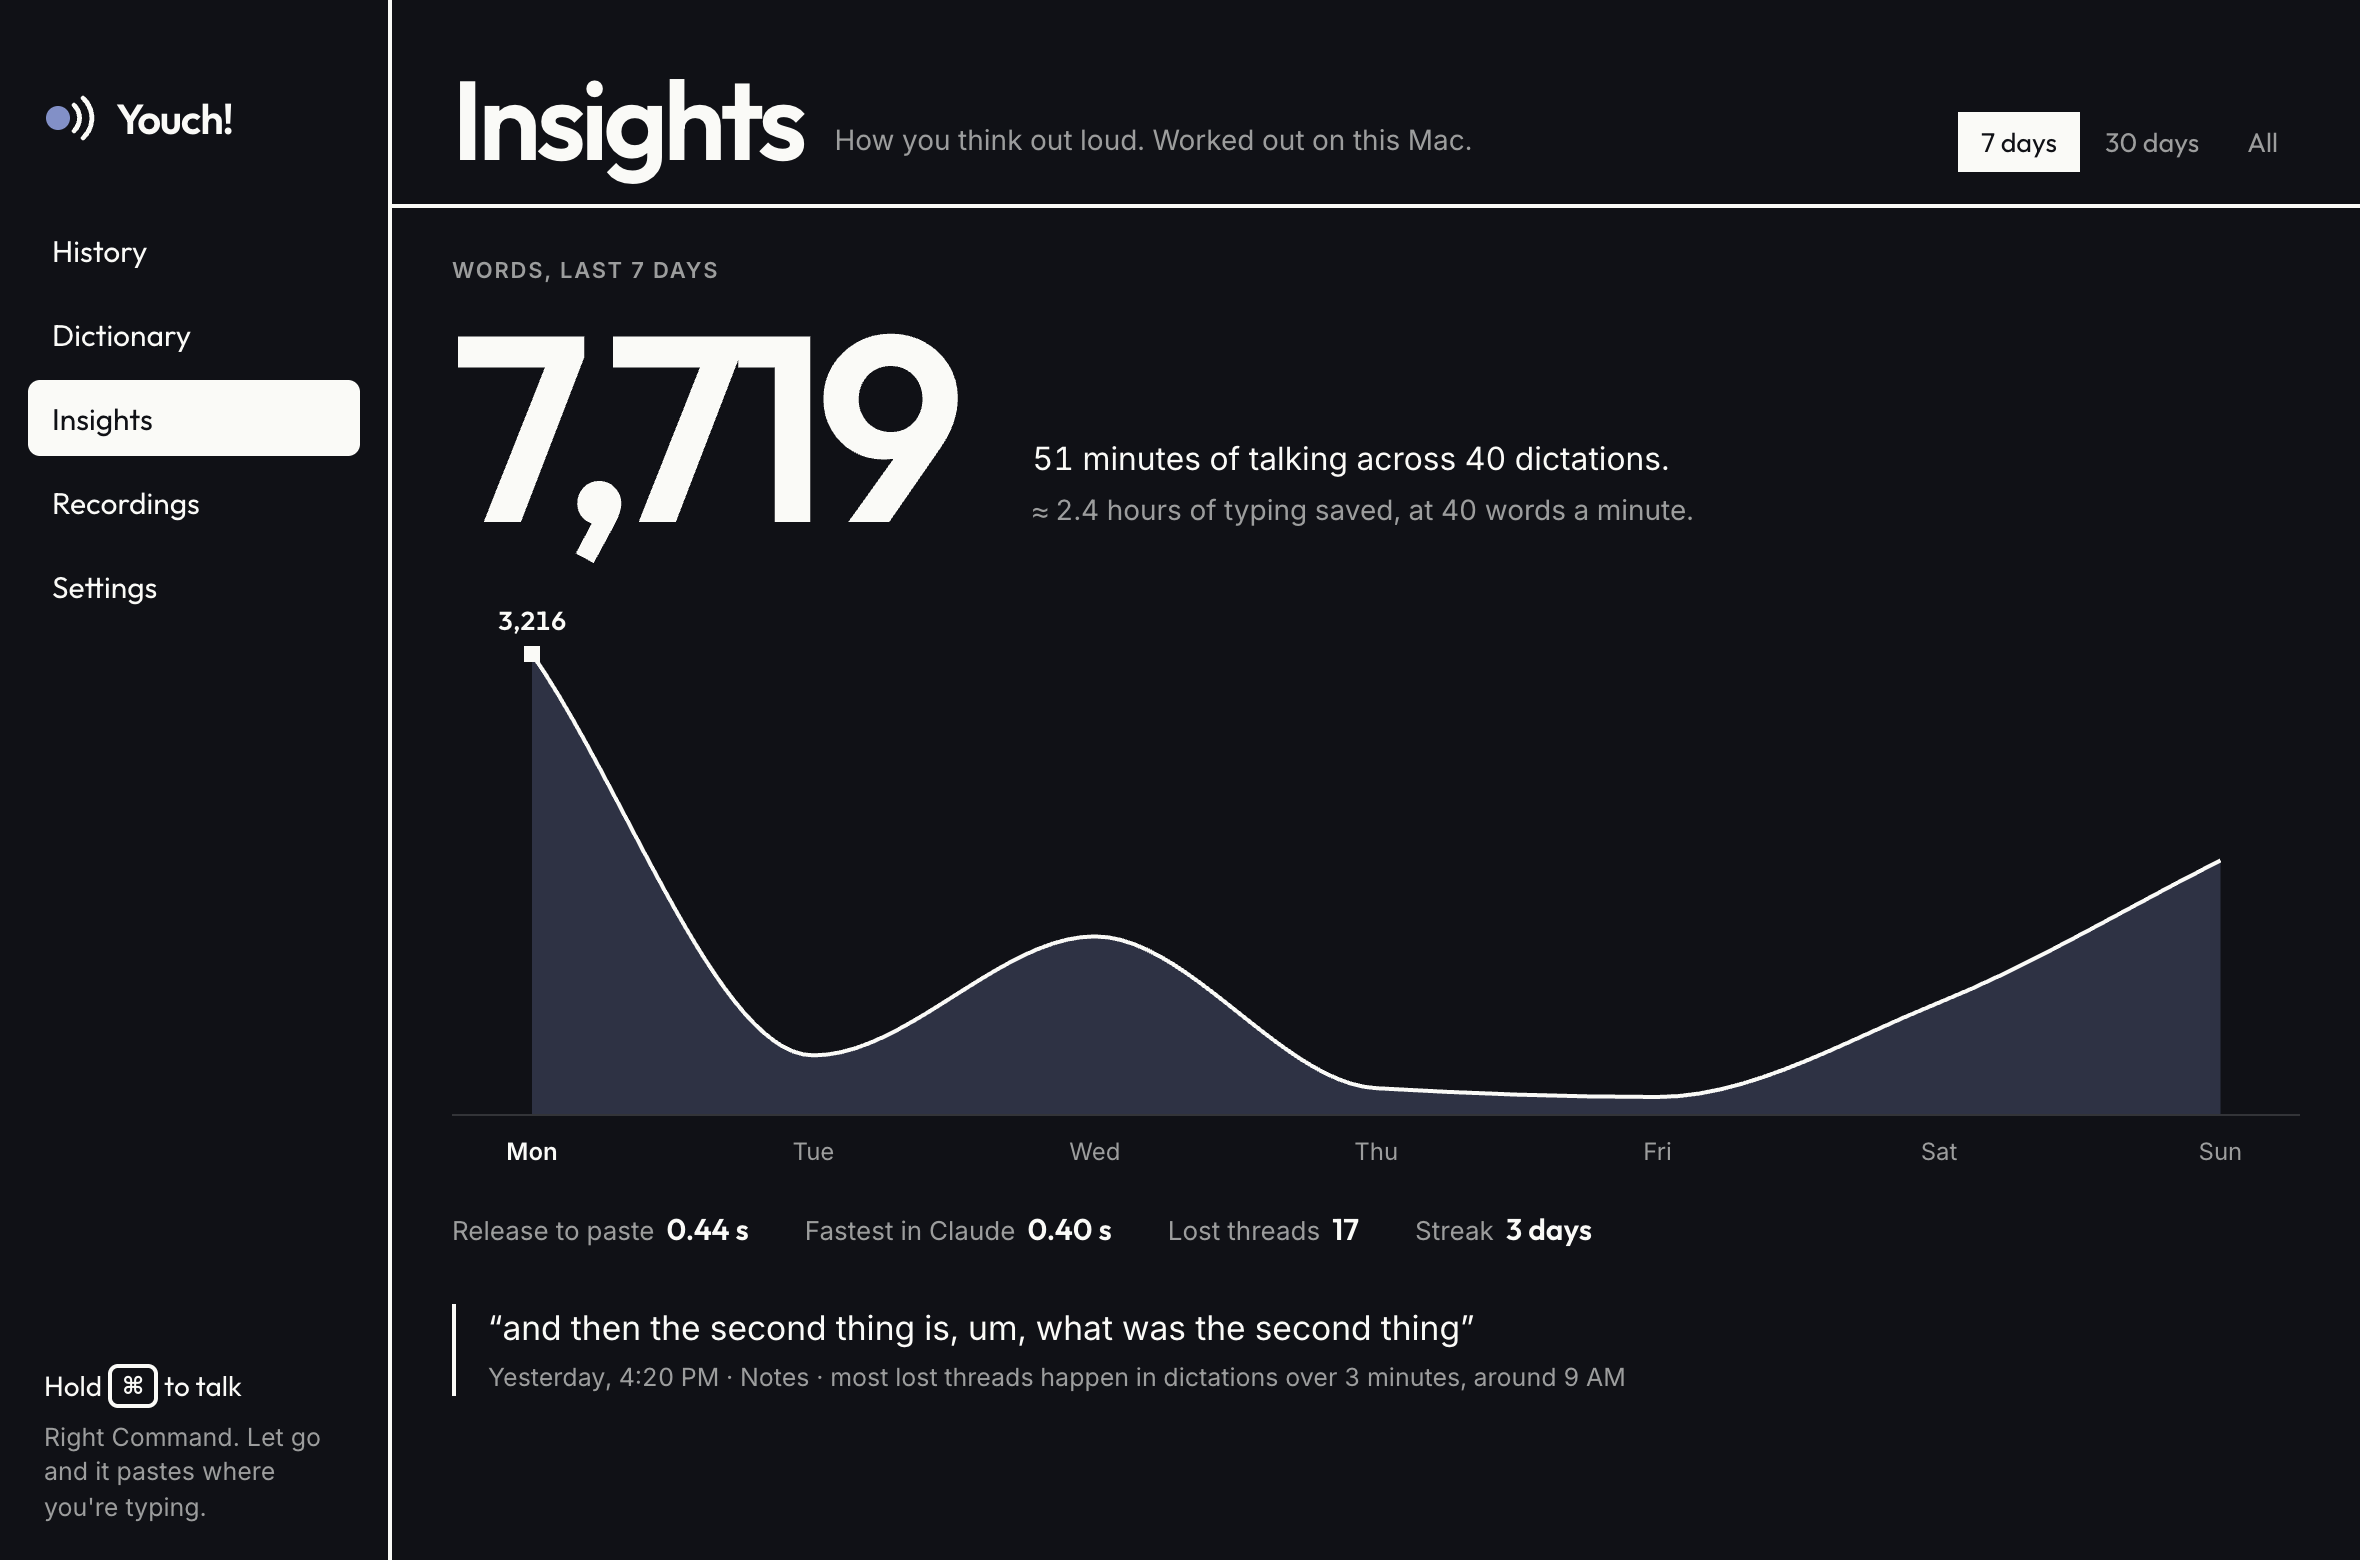 Youch!
History
Dictionary
Insights
Recordings
Settings
Hold ⌘ to talk
Right Command. Let go
and it pastes where
you're typing.
Insights How you think out loud. Worked out on this Mac.
7 days 30 days All
WORDS, LAST 7 DAYS
7,719
51 minutes of talking across 40 dictations.
≈ 2.4 hours of typing saved, at 40 words a minute.
3,216
Mon Tue Wed Thu Fri Sat Sun
Release to paste 0.44 s Fastest in Claude 0.40 s Lost threads 17 Streak 3 days
“and then the second thing is, um, what was the second thing”
Yesterday, 4:20 PM · Notes · most lost threads happen in dictations over 3 minutes, around 9 AM